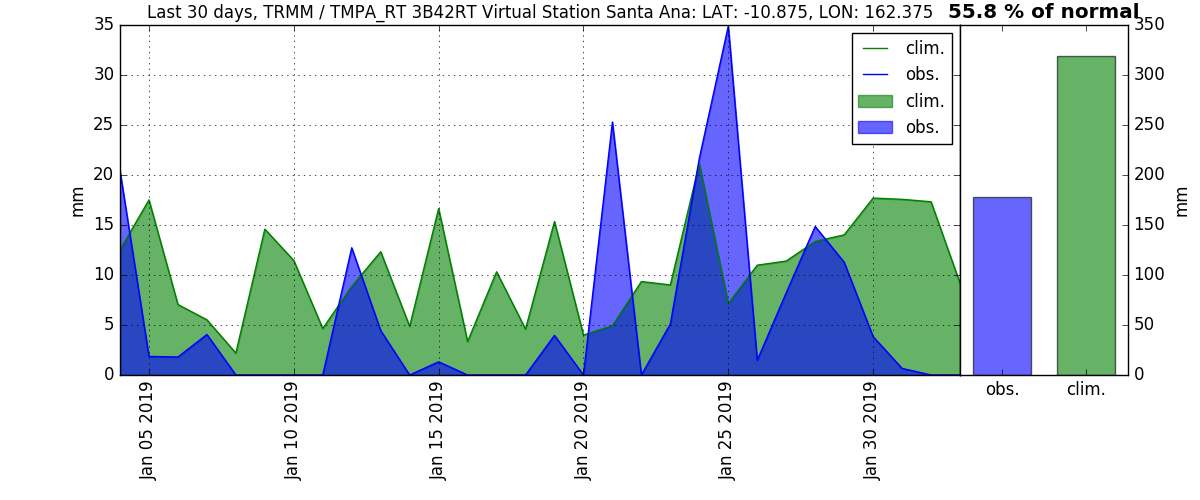 Last 30 days, TRMM / TMPA_RT 3B42RT Virtual Station Santa Ana: LAT: -10.875, LON: 162.375
55.8 % of normal
35
30
25
20
15
10
5
0
mm
clim.
obs.
clim.
obs.
Jan 05 2019
Jan 10 2019
Jan 15 2019
Jan 20 2019
Jan 25 2019
Jan 30 2019
350
300
250
200
150
100
50
0
mm
obs.
clim.